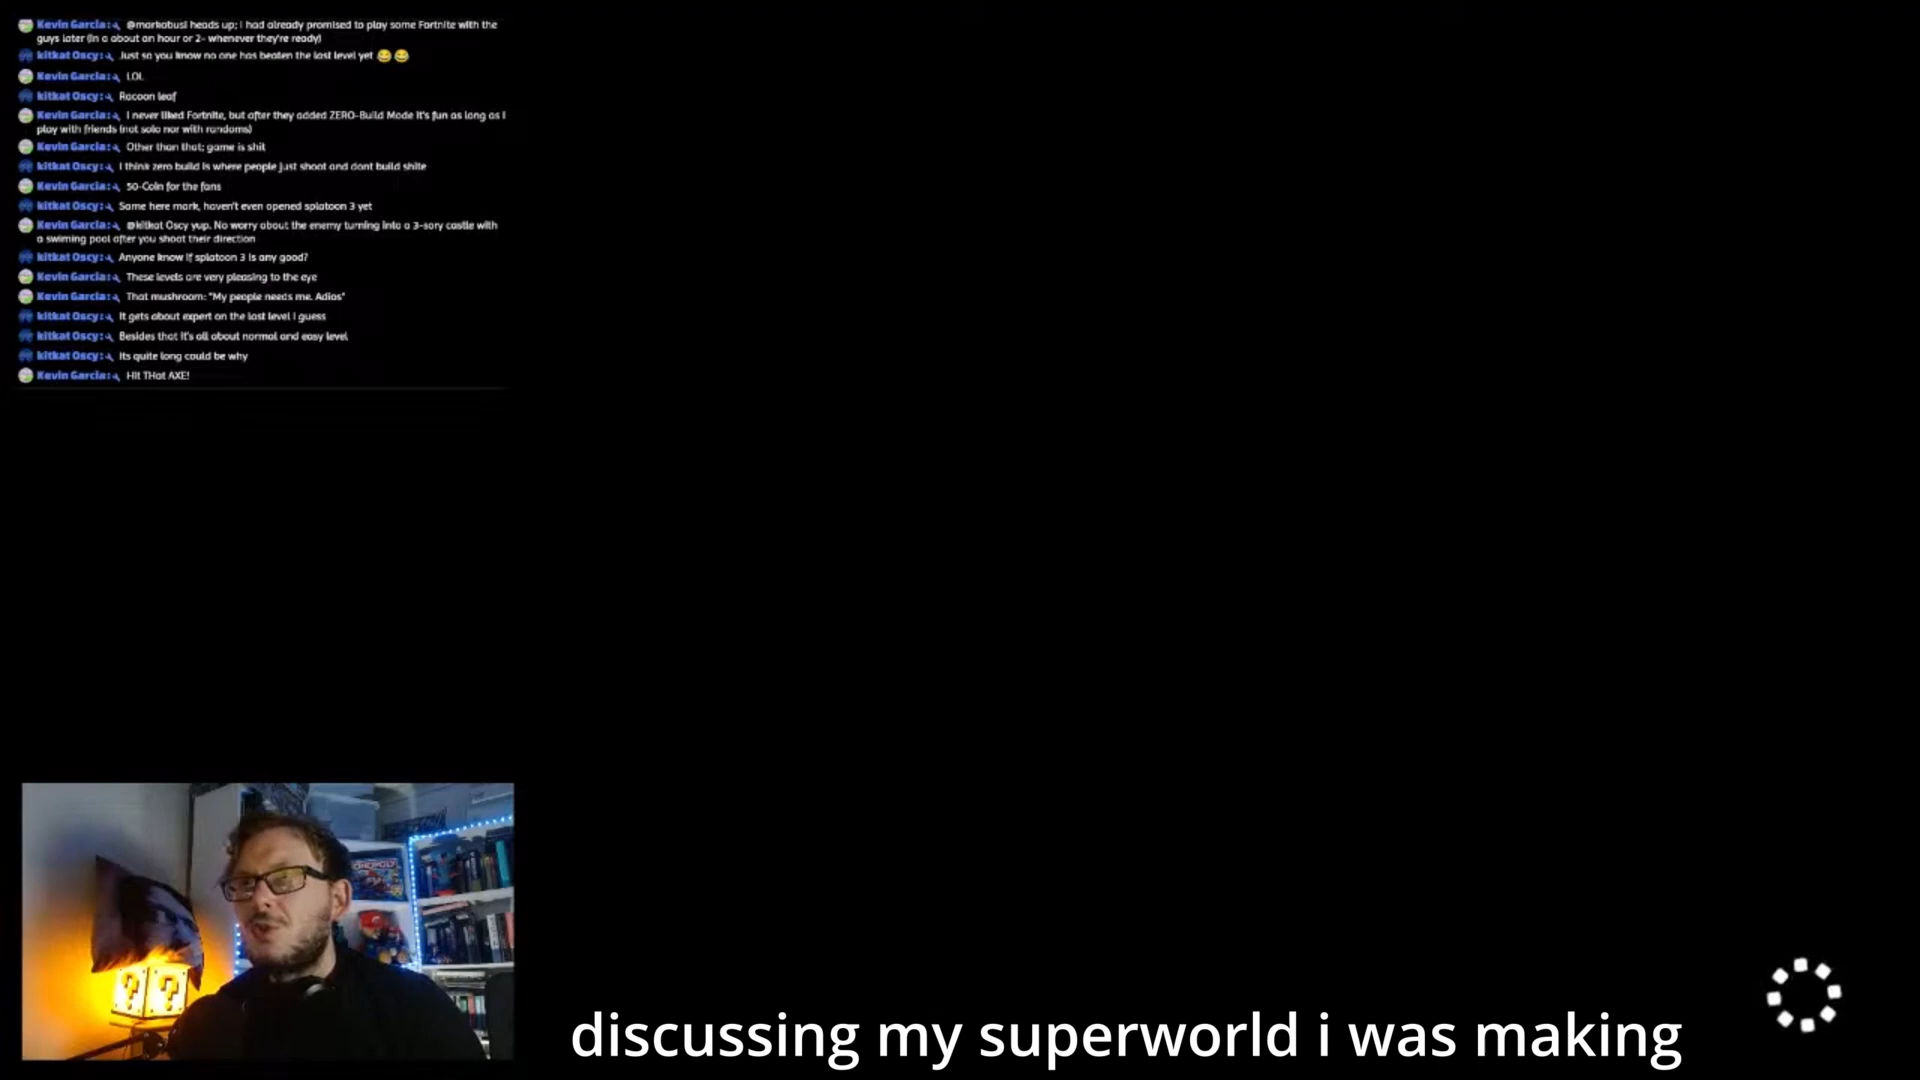 Kevin Garcia: @markabusi heads up; I had already promised to play some Fortnite with the
guys later (in a about an hour or 2- whenever they're ready)
kitkat Oscy: Just so you know no one has beaten the last level yet 😂 😂
Kevin Garcia: LOL
kitkat Oscy: Racoon leaf
Kevin Garcia: I never liked Fortnite, but after they added ZERO-Build Mode it's fun as long as I
play with friends (not solo nor with randoms)
Kevin Garcia: Other than that; game is shit
kitkat Oscy: I think zero build is where people just shoot and dont build shite
Kevin Garcia: 50-Coin for the fans
kitkat Oscy: Same here mark, haven't even opened splatoon 3 yet
Kevin Garcia: @kitkat Oscy yup. No worry about the enemy turning into a 3-sory castle with
a swiming pool after you shoot their direction
kitkat Oscy: Anyone know if splatoon 3 is any good?
Kevin Garcia: These levels are very pleasing to the eye
Kevin Garcia: That mushroom: "My people needs me. Adios"
kitkat Oscy: It gets about expert on the last level I guess
kitkat Oscy: Besides that it's all about normal and easy level
kitkat Oscy: Its quite long could be why
Kevin Garcia: Hit THat AXE!
MONOPOLY
? ?
discussing my superworld i was making